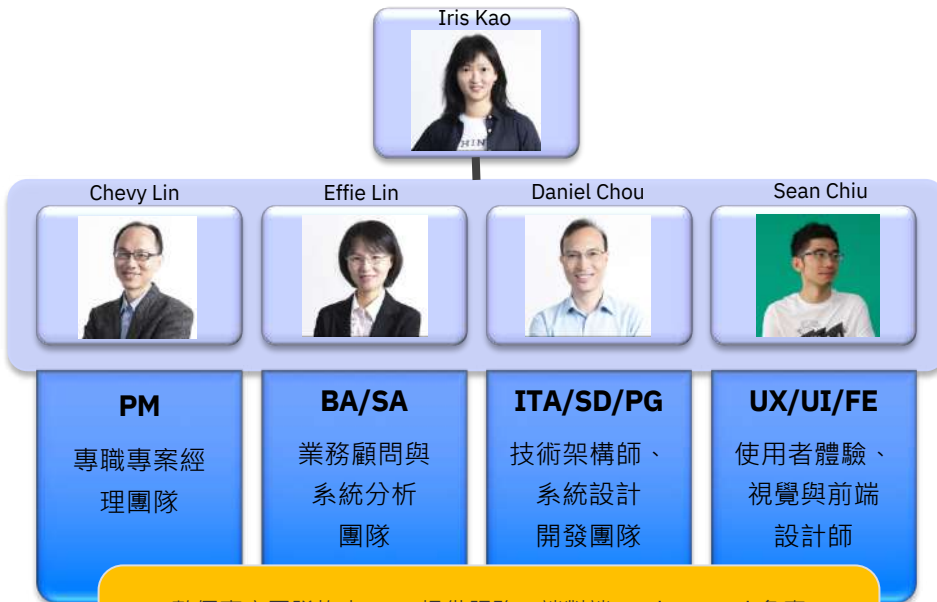 Iris Kao
Chevy Lin
Effie Lin
Daniel Chou
Sean Chiu
PM
專職專案經
理團隊
BA/SA
業務顧問與
系統分析
團隊
ITA/SD/PG
技術架構師、
系統設計
開發團隊
UX/UI/FE
使用者體驗、
視覺與前端
設計師